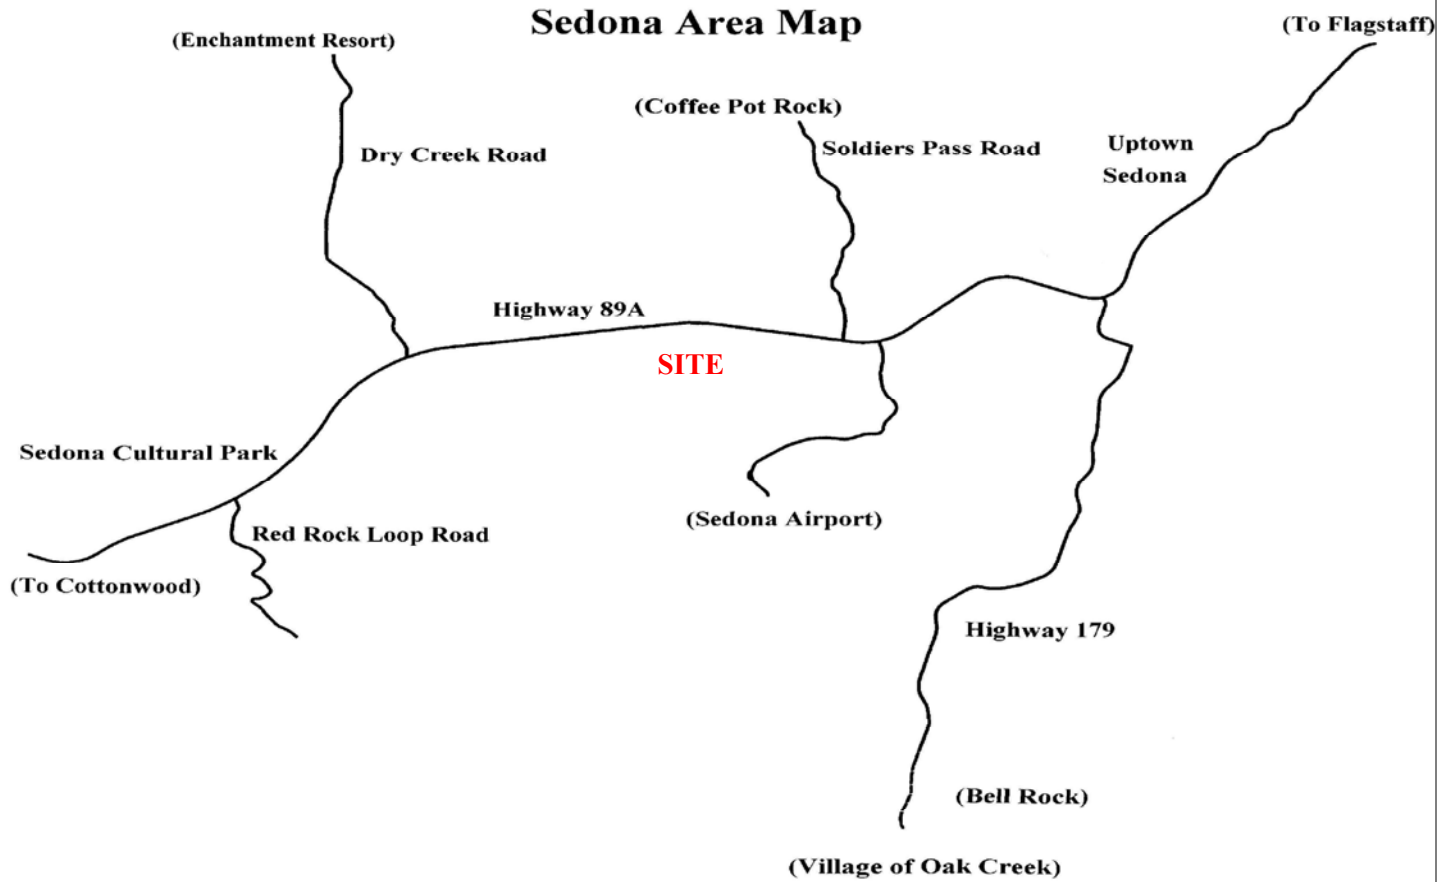 Sedona Area Map
(To Flagstaff)
(Enchantment Resort)
(Coffee Pot Rock)
Uptown
Sedona
Soldiers Pass Road
Dry Creek Road
Highway 89A
SITE
Sedona Cultural Park
(Sedona Airport)
Red Rock Loop Road
(To Cottonwood)
Highway 179
(Bell Rock)
(Village of Oak Creek)